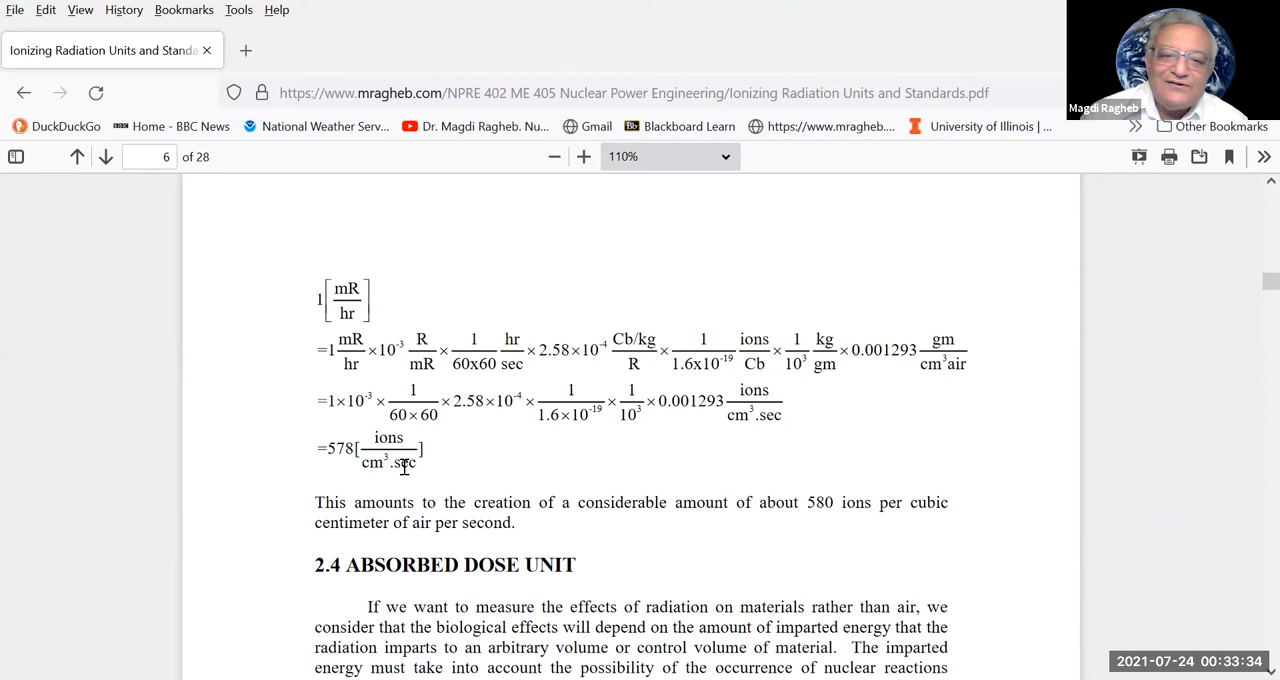 File Edit View History Bookmarks Tools Help
Ionizing Radiation Units and Standa
https://www.mragheb.com/NPRE 402 ME 405 Nuclear Power Engineering/Ionizing Radiation Units and Standards.pdf
Magdi Ragheb
DuckDuckGo BBC Home - BBC News National Weather Serv... Dr. Magdi Ragheb. Nu... Gmail Bb Blackboard Learn https://www.mragheb.... University of Illinois |... Other Bookmarks
6 of 28 110%
1[mR/hr]
=1 mR/hr ×10⁻³ R/mR × 1/60x60 hr/sec ×2.58×10⁻⁴ Cb/kg/R × 1/1.6x10⁻¹⁹ ions/Cb × 1/10³ kg/gm ×0.001293 gm/cm³air
=1×10⁻³ × 1/60×60 ×2.58×10⁻⁴ × 1/1.6×10⁻¹⁹ × 1/10³ ×0.001293 ions/cm³.sec
=578[ions/cm³.sec]
This amounts to the creation of a considerable amount of about 580 ions per cubic
centimeter of air per second.
2.4 ABSORBED DOSE UNIT
If we want to measure the effects of radiation on materials rather than air, we
consider that the biological effects will depend on the amount of imparted energy that the
radiation imparts to an arbitrary volume or control volume of material. The imparted
energy must take into account the possibility of the occurrence of nuclear reactions
2021-07-24 00:33:34